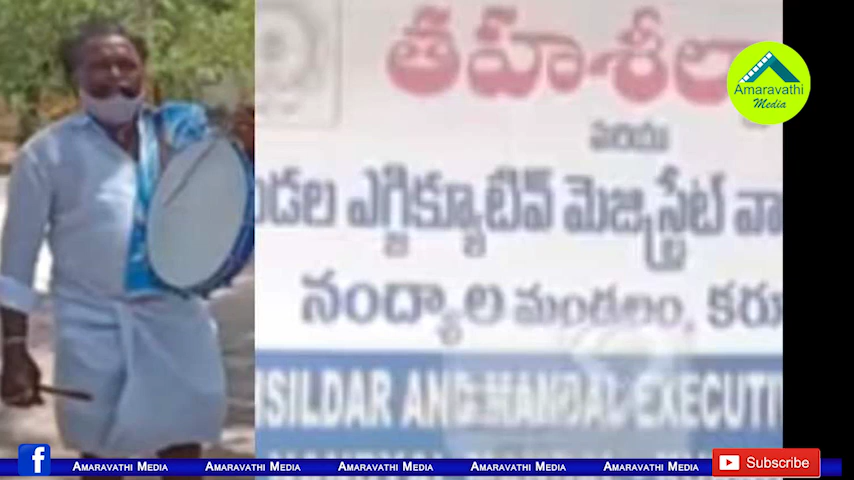 తహశీలా
Amaravathi
Media
మరియు
ండల ఎగ్జిక్యూటివ్ మెజిస్ట్రేట్ వా
నంద్యాల మండలం, కరు
NSILDAR AND MANDAL EXECUTI
AMARAVATHI MEDIA AMARAVATHI MEDIA AMARAVATHI MEDIA AMARAVATHI MEDIA AMARAVATHI MEDIA
Subscribe